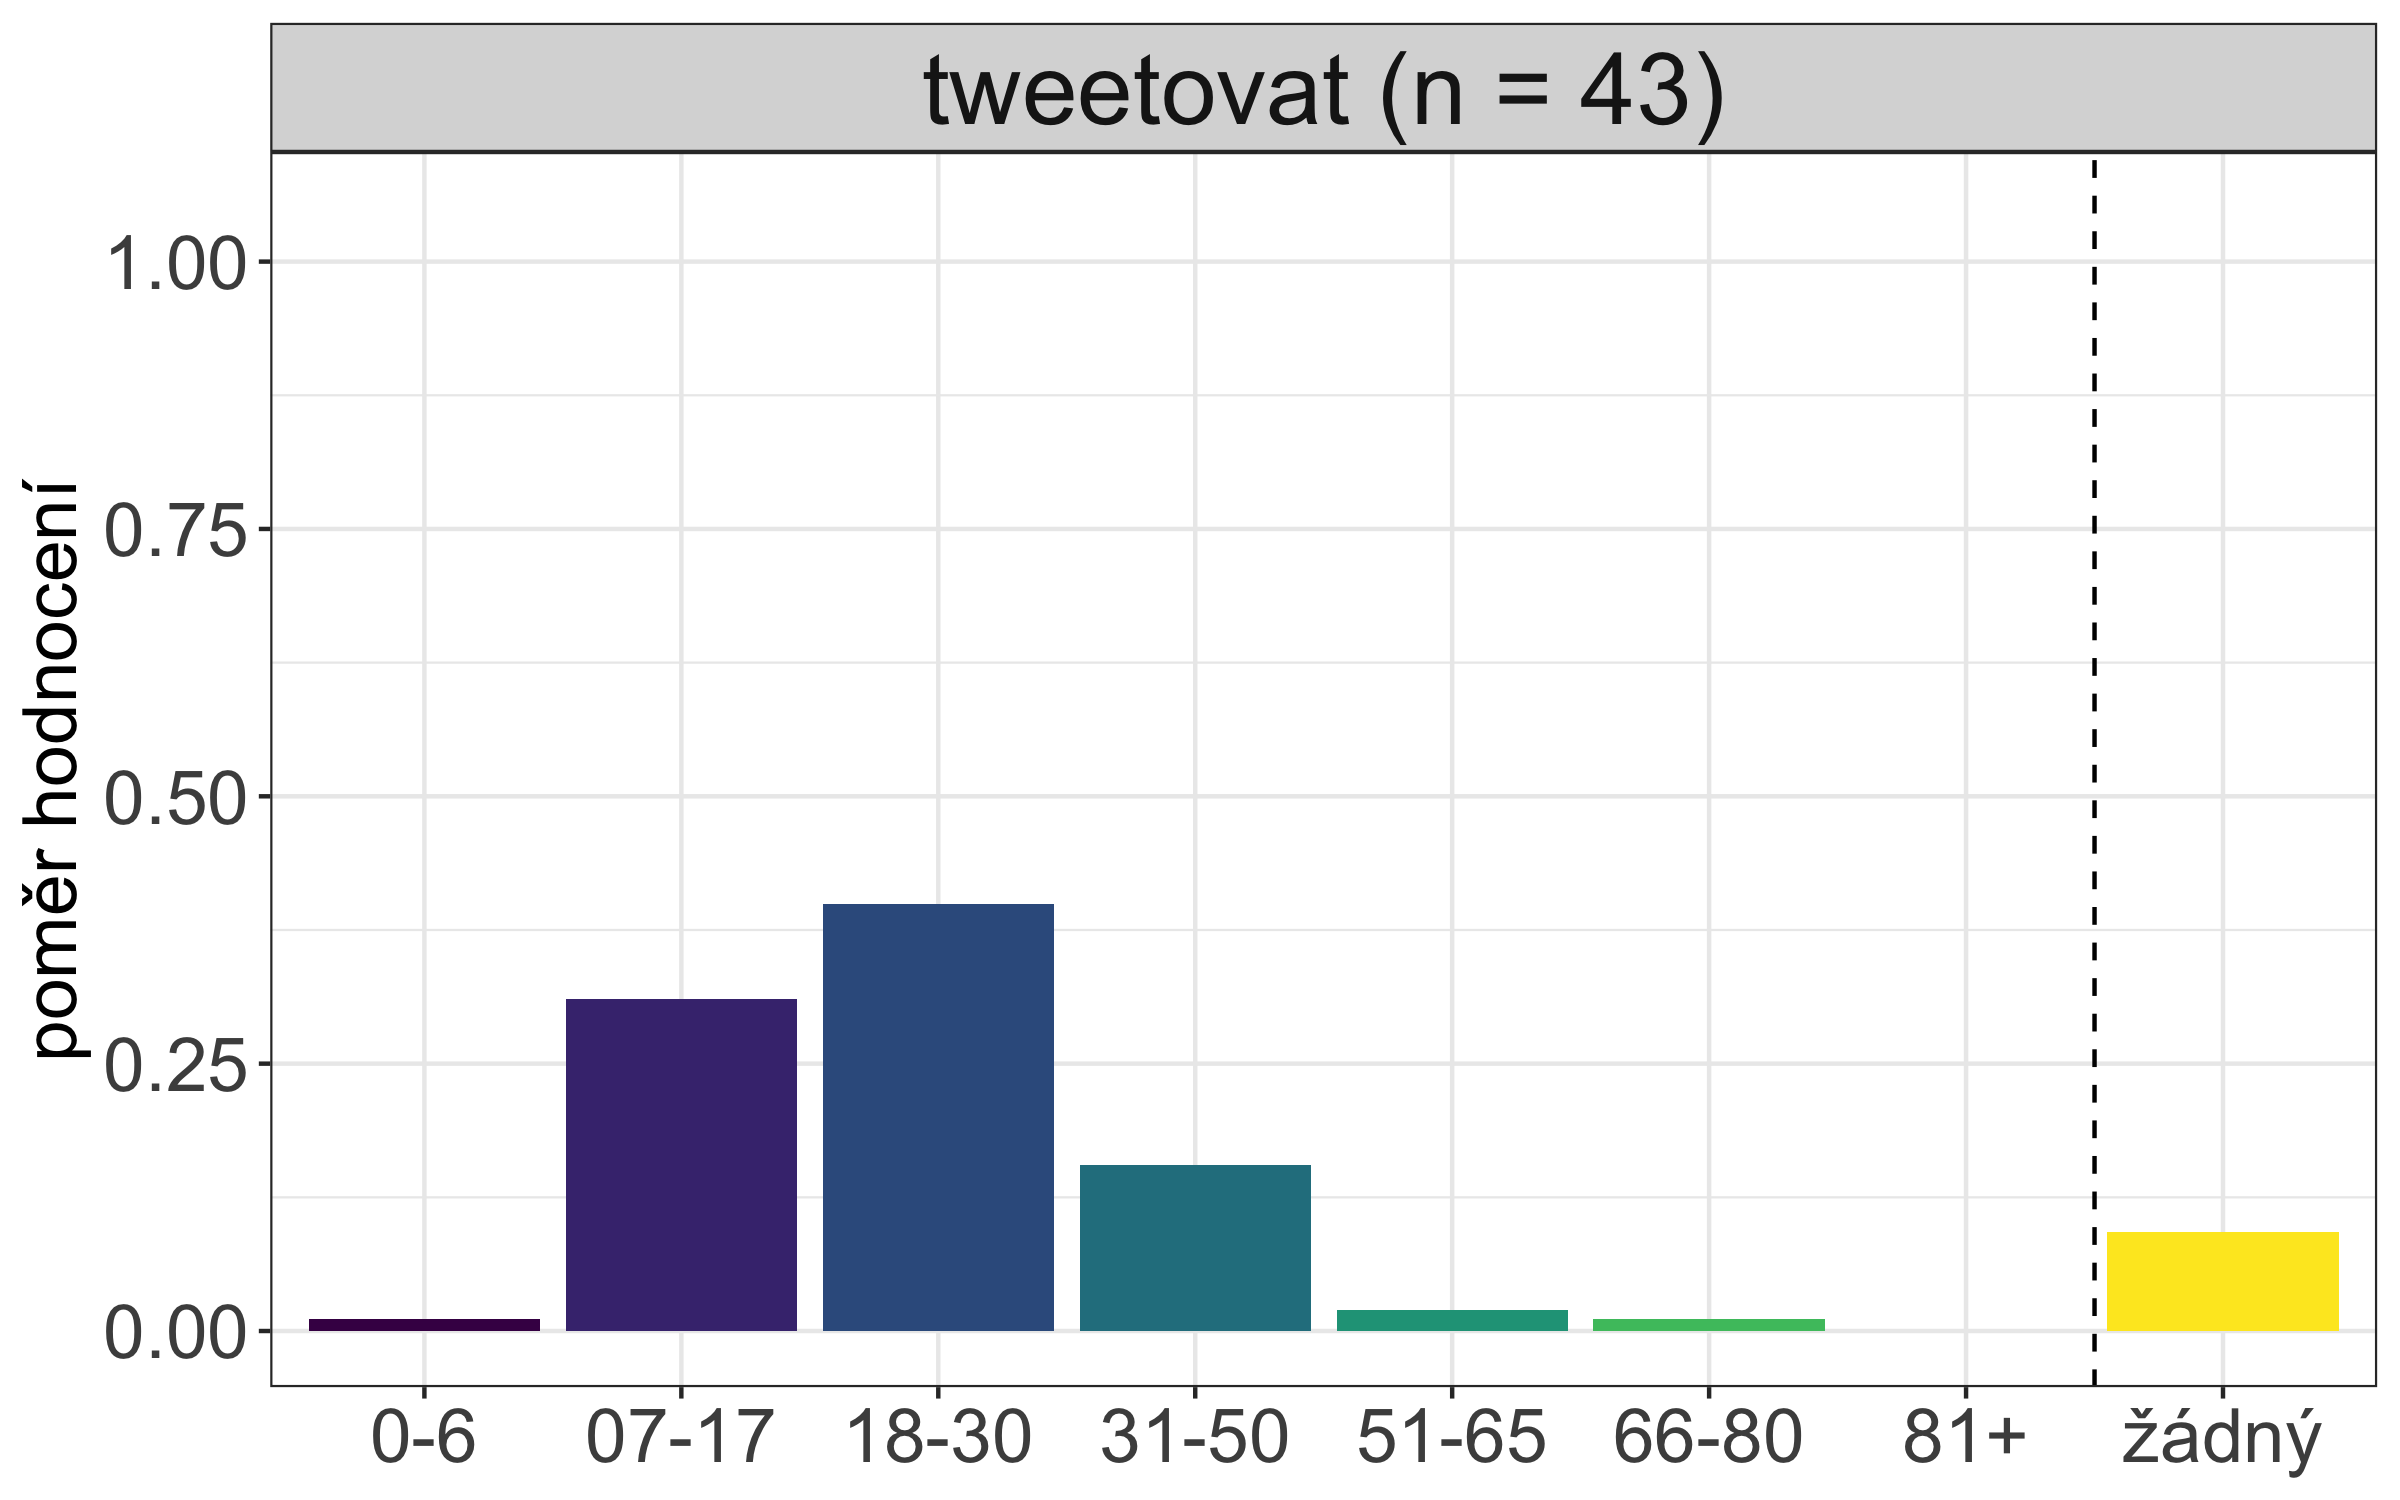 tweetovat (n = 43)
poměr hodnocení
1.00
0.75
0.50
0.25
0.00
0-6 07-17 18-30 31-50 51-65 66-80 81+ žádný